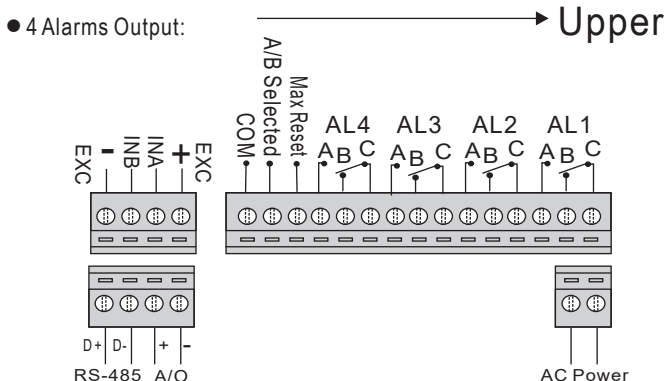 ● 4 Alarms Output:
Upper
EXC
-
INB
INA
+
EXC
COM
A/B Selected
Max Reset
AL4 AL3 AL2 AL1
A B C A B C A B C A B C
D+ D- + -
RS-485 A/O
AC Power